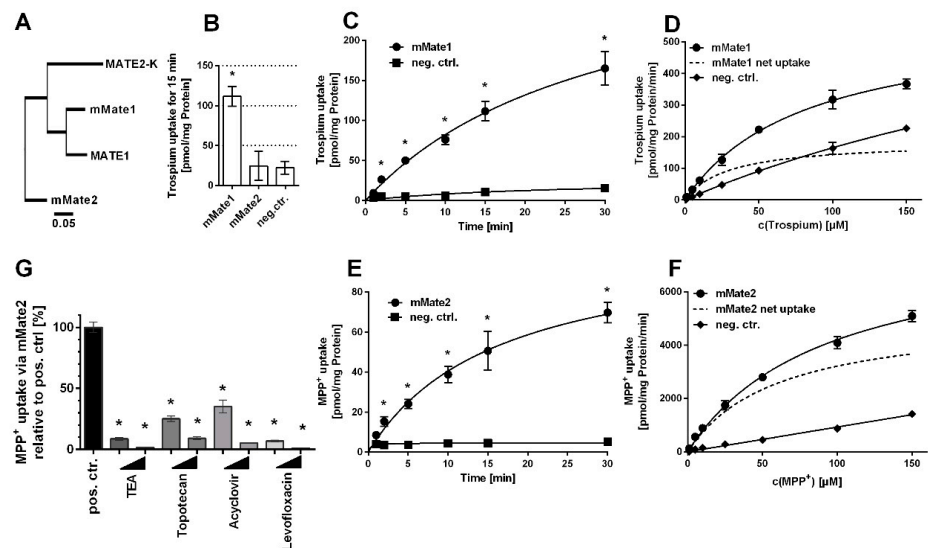 A
MATE2-K
mMate1
MATE1
mMate2
0.05
B
Trospium uptake for 15 min
[pmol/mg Protein]
150
100
50
0
*
mMate1
mMate2
neg.ctr.
C
Trospium uptake
[pmol/mg Protein]
200
150
100
50
0
mMate1
neg. ctrl.
* * * * *
0 5 10 15 20 25 30
Time [min]
D
Trospium uptake
[pmol/mg Protein/min]
500
400
300
200
100
0
mMate1
mMate1 net uptake
neg. ctr.
0 50 100 150
c(Trospium) [µM]
G
MPP+ uptake via mMate2
relative to pos. ctrl [%]
100
50
25
0
* * * * * * * *
pos. ctr.
TEA
Topotecan
Acyclovir
Levofloxacin
E
MPP+ uptake
[pmol/mg Protein]
80
60
40
20
0
mMate2
neg. ctrl.
* * * * *
0 5 10 15 20 25 30
Time [min]
F
MPP+ uptake
[pmol/mg Protein/min]
6000
4000
2000
0
mMate2
mMate2 net uptake
neg. ctr.
0 50 100 150
c(MPP+) [µM]